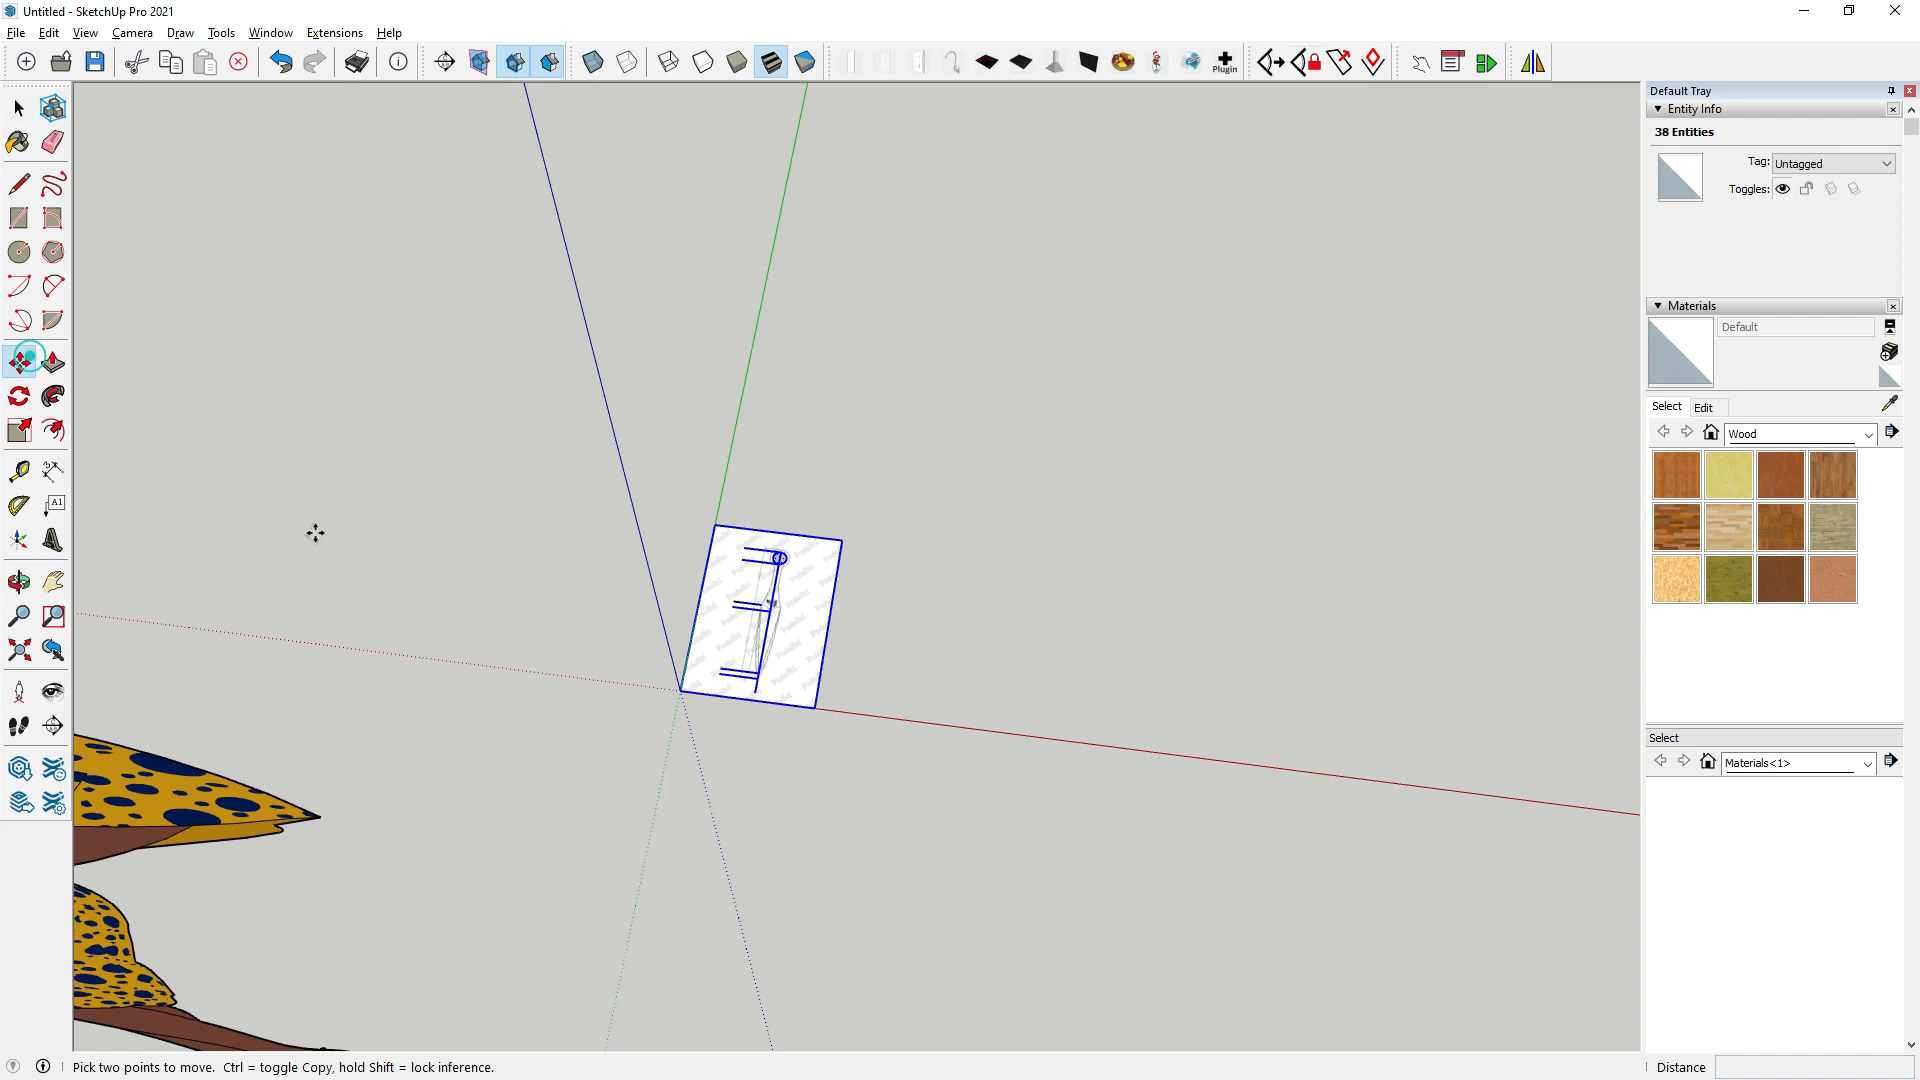 Untitled - SketchUp Pro 2021
File Edit View Camera Draw Tools Window Extensions Help
Plugin
Default Tray
Entity Info
38 Entities
Tag: Untagged
Toggles:
Materials
Default
Select Edit
Wood
A1
Select
Materials<1>
Pick two points to move. Ctrl = toggle Copy, hold Shift = lock inference.
Distance